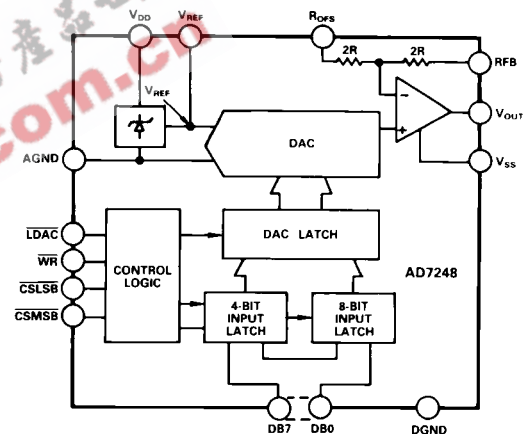 VDD VREF ROFS
2R 2R
RFB
VREF
VOUT
DAC
AGND
VSS
LDAC
WR
CSLSB
CSMSB
CONTROL
LOGIC
DAC LATCH
AD7248
4-BIT
INPUT
LATCH
8-BIT
INPUT
LATCH
DB7 DB0 DGND
com.cn